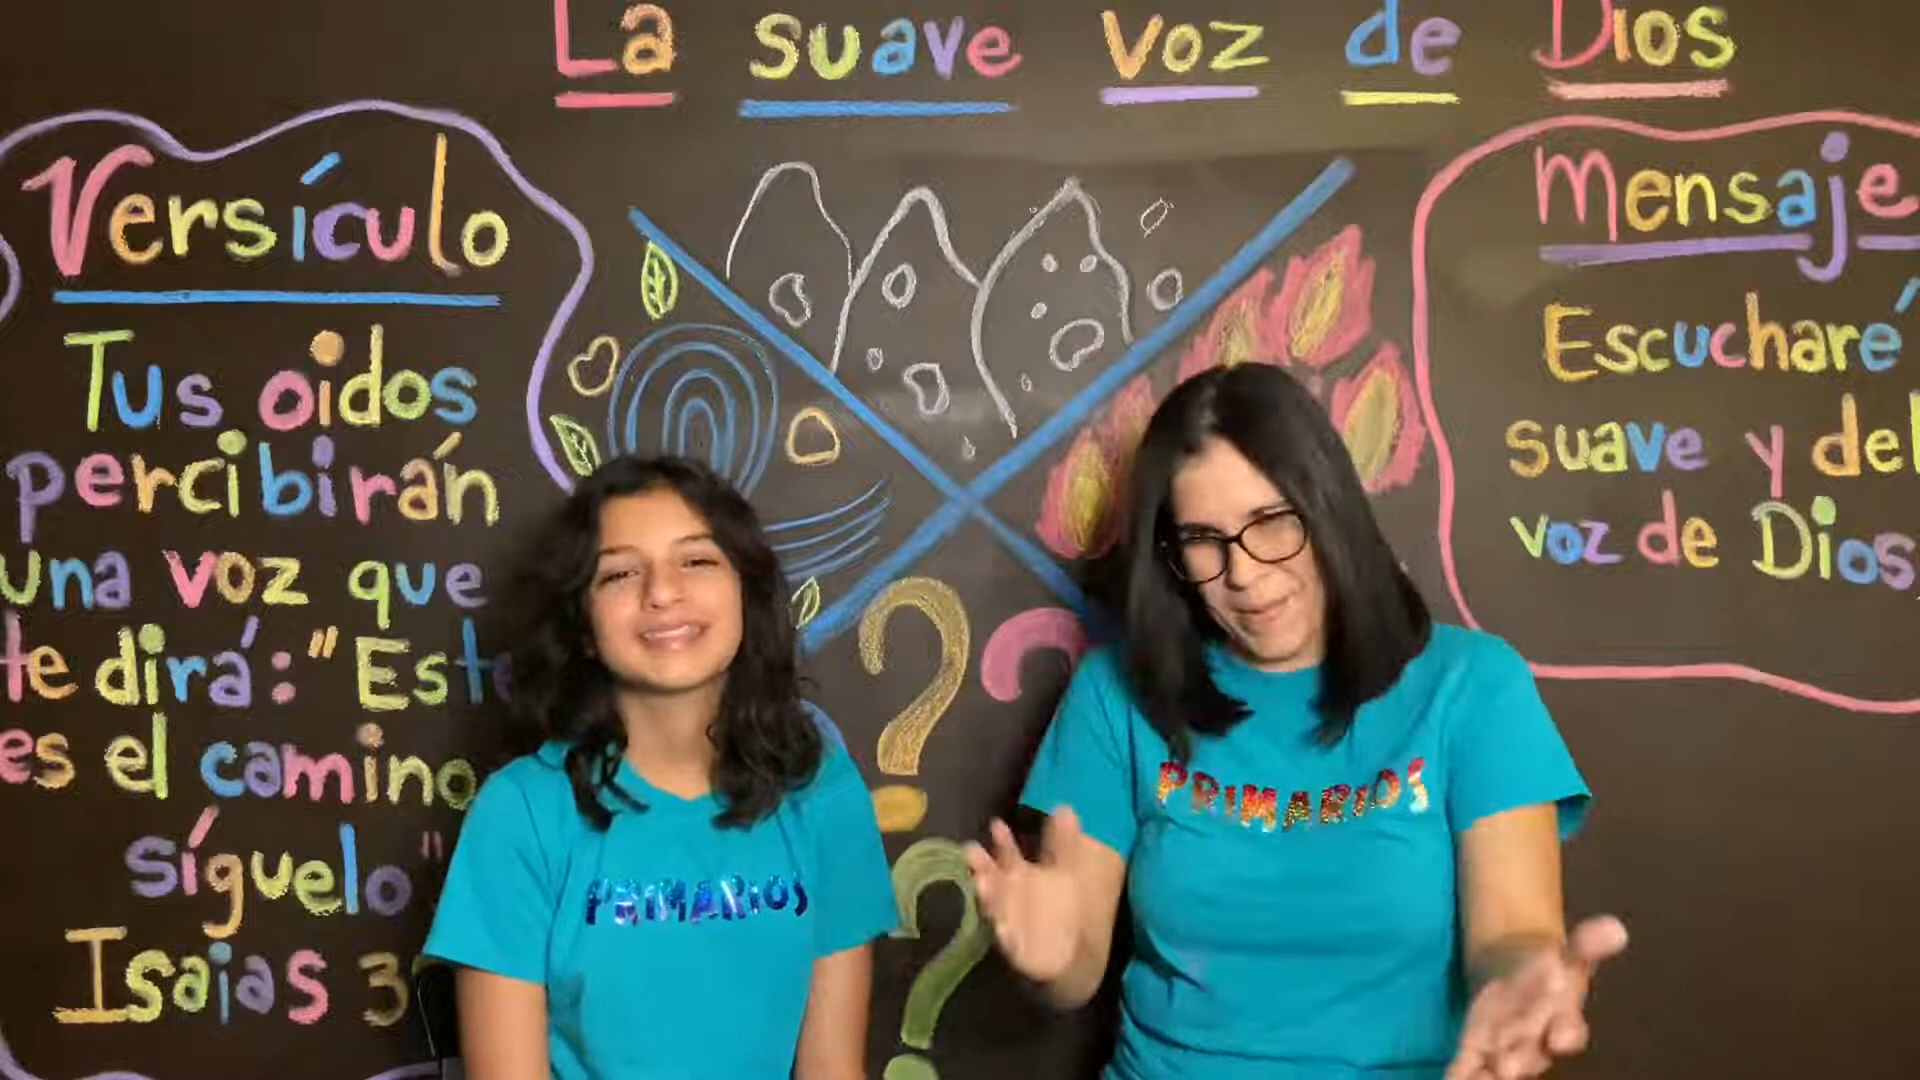 La suave voz de Dios
Versículo
Tus oidos
percibirán
una voz que
te dirá: "Este
es el camino
síguelo"
Isaias 3
Mensaje
Escucharé
suave y
voz de Dios
? ?
?
PRIMARIOS
PRIMARIOS